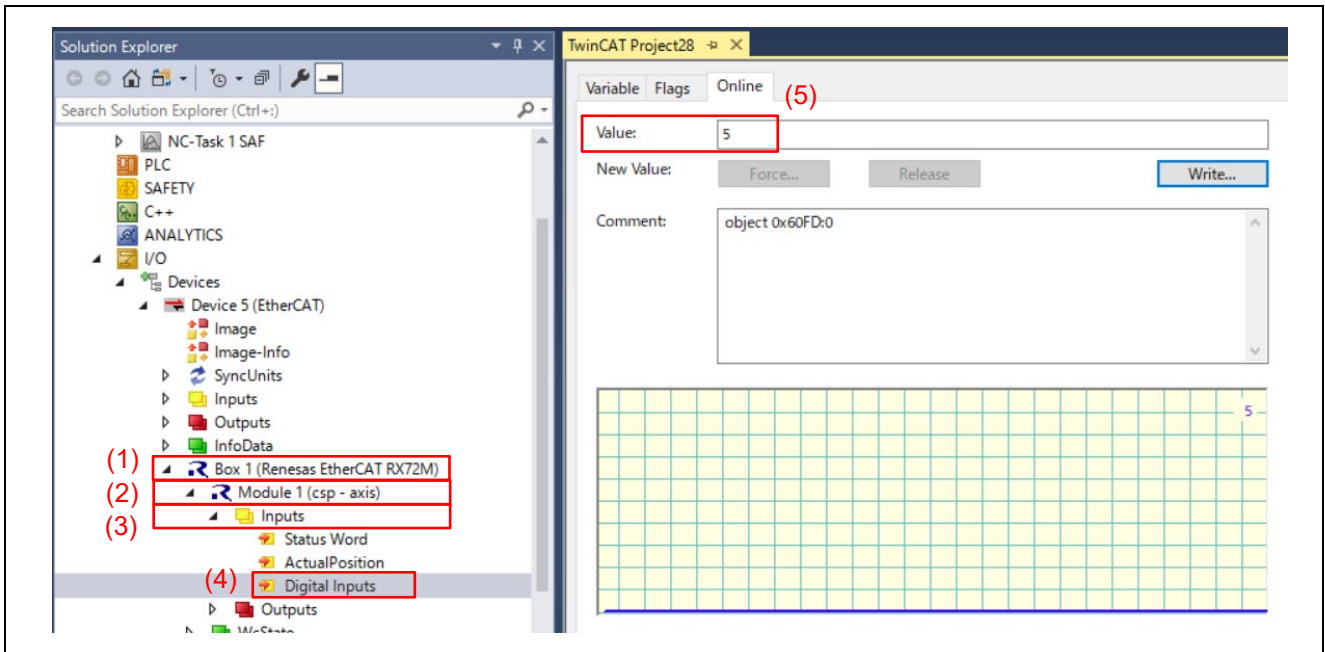 Solution Explorer
Search Solution Explorer (Ctrl+:)
NC-Task 1 SAF
PLC
SAFETY
C++
ANALYTICS
I/O
Devices
Device 5 (EtherCAT)
Image
Image-Info
SyncUnits
Inputs
Outputs
InfoData
(1) Box 1 (Renesas EtherCAT RX72M)
(2) Module 1 (csp - axis)
(3) Inputs
Status Word
ActualPosition
(4) Digital Inputs
Outputs
WcState
TwinCAT Project28
Variable Flags Online (5)
Value: 5
New Value: Force... Release Write...
Comment: object 0x60FD:0
5